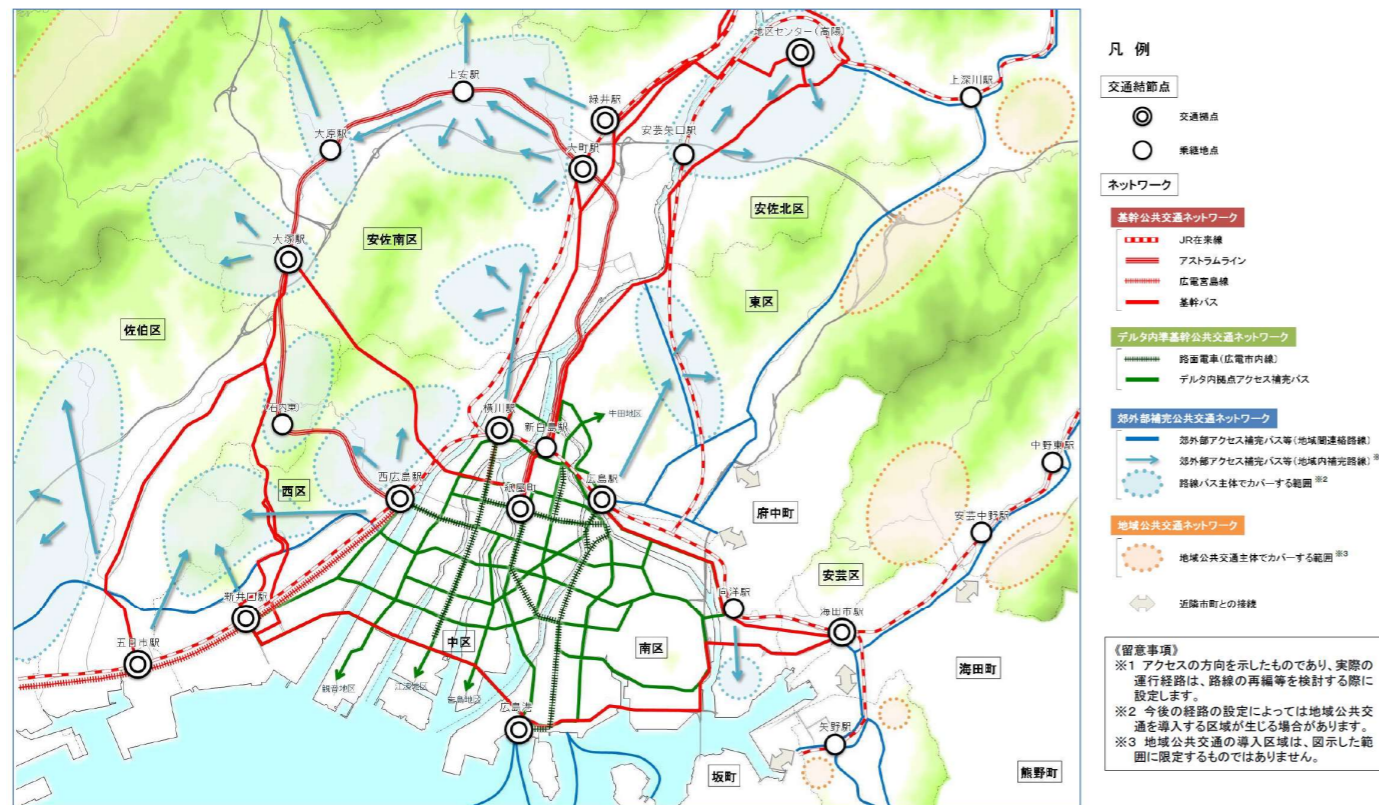 地区センター(高陽)
上安駅
上深川駅
緑井駅
安芸矢口駅
大原駅
大町駅
安佐北区
大塚駅
安佐南区
東区
佐伯区
(石内東)
横川駅
牛田地区
新白島駅
中野東駅
西広島駅
紙屋町
広島駅
西区
府中町
安芸中野駅
安芸区
新井口駅
向洋駅
海田市駅
中区
南区
五日市駅
海田町
観音地区
江波地区
吉島地区
広島港
矢野駅
坂町
熊野町
凡 例
交通結節点
交通拠点
乗継地点
ネットワーク
基幹公共交通ネットワーク
JR在来線
アストラムライン
広電宮島線
基幹バス
デルタ内準基幹公共交通ネットワーク
路面電車(広電市内線)
デルタ内拠点アクセス補完バス
郊外部補完公共交通ネットワーク
郊外部アクセス補完バス等(地域間連絡路線)
郊外部アクセス補完バス等(地域内補完路線)※
路線バス主体でカバーする範囲 ※2
地域公共交通ネットワーク
地域公共交通主体でカバーする範囲 ※3
近隣市町との接続
《留意事項》
※1 アクセスの方向を示したものであり、実際の
運行経路は、路線の再編等を検討する際に
設定します。
※2 今後の経路の設定によっては地域公共交
通を導入する区域が生じる場合があります。
※3 地域公共交通の導入区域は、図示した範
囲に限定するものではありません。